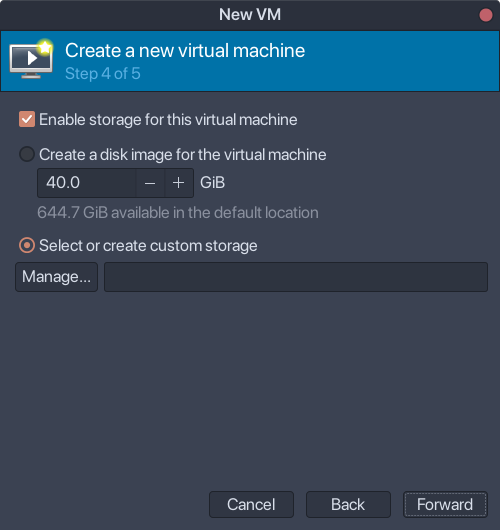 New VM
Create a new virtual machine
Step 4 of 5
Enable storage for this virtual machine
Create a disk image for the virtual machine
40.0 − + GiB
644.7 GiB available in the default location
Select or create custom storage
Manage...
Cancel Back Forward